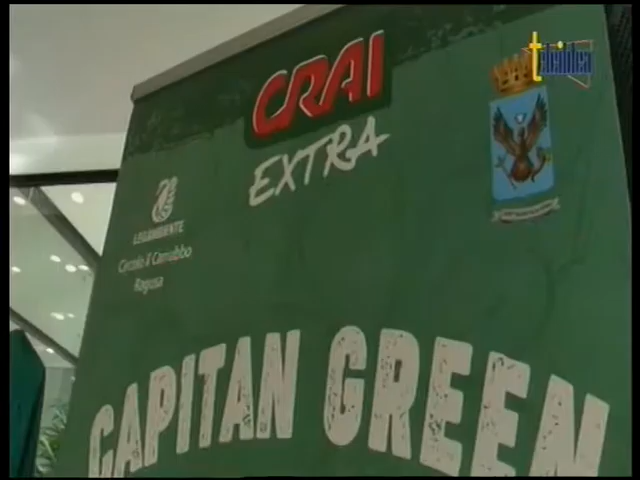 CRAI
EXTRA
LEGAMBIENTE
Circolo il Carrubbo
Ragusa
CAPITAN GREEN